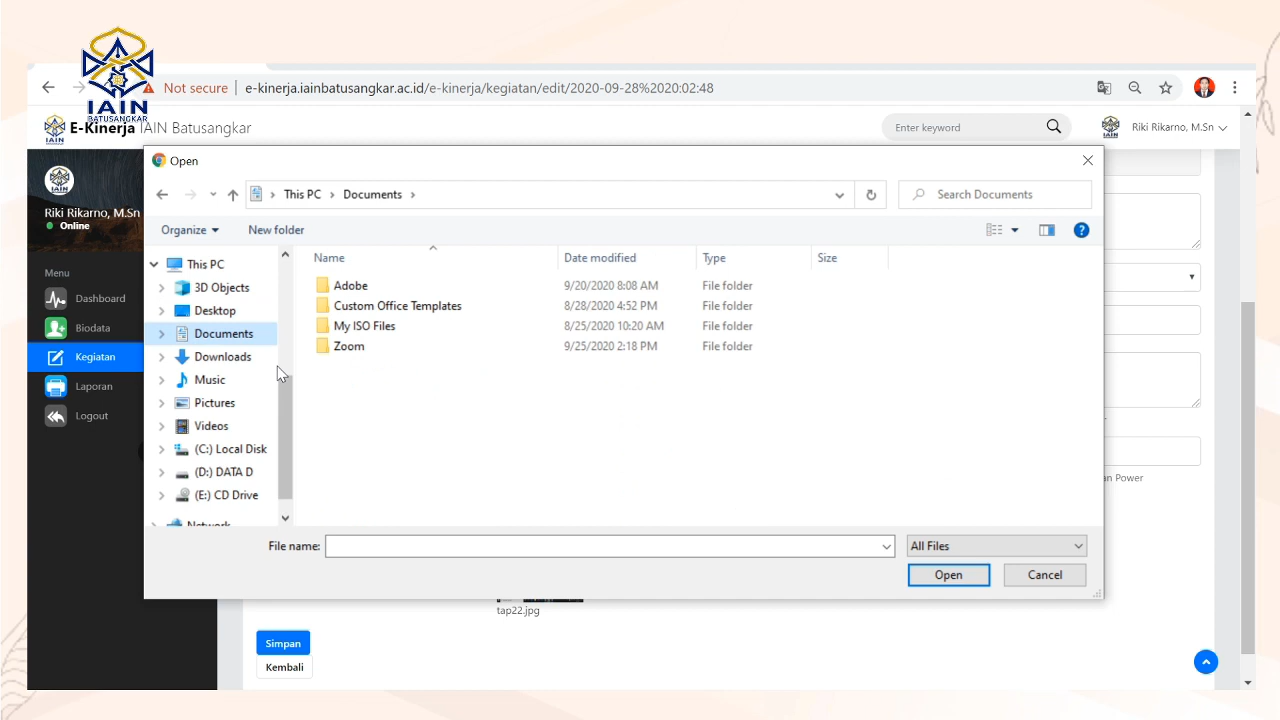 IAIN
BATUSANGKAR
Not secure
e-kinerja.iainbatusangkar.ac.id/e-kinerja/kegiatan/edit/2020-09-28%2020:02:48
IAIN
E-Kinerja IAIN Batusangkar
Enter keyword
Riki Rikarno, M.Sn
IAIN
Riki Rikarno, M.Sn
Online
Menu
Dashboard
Biodata
Kegiatan
Laporan
Logout
Open
This PC
Documents
Search Documents
Organize
New folder
This PC
3D Objects
Desktop
Documents
Downloads
Music
Pictures
Videos
(C:) Local Disk
(D:) DATA D
(E:) CD Drive
Network
Name Date modified Type Size
Adobe 9/20/2020 8:08 AM File folder
Custom Office Templates 8/28/2020 4:52 PM File folder
My ISO Files 8/25/2020 10:20 AM File folder
Zoom 9/25/2020 2:18 PM File folder
File name:
All Files
Open
Cancel
an Power
tap22.jpg
Simpan
Kembali